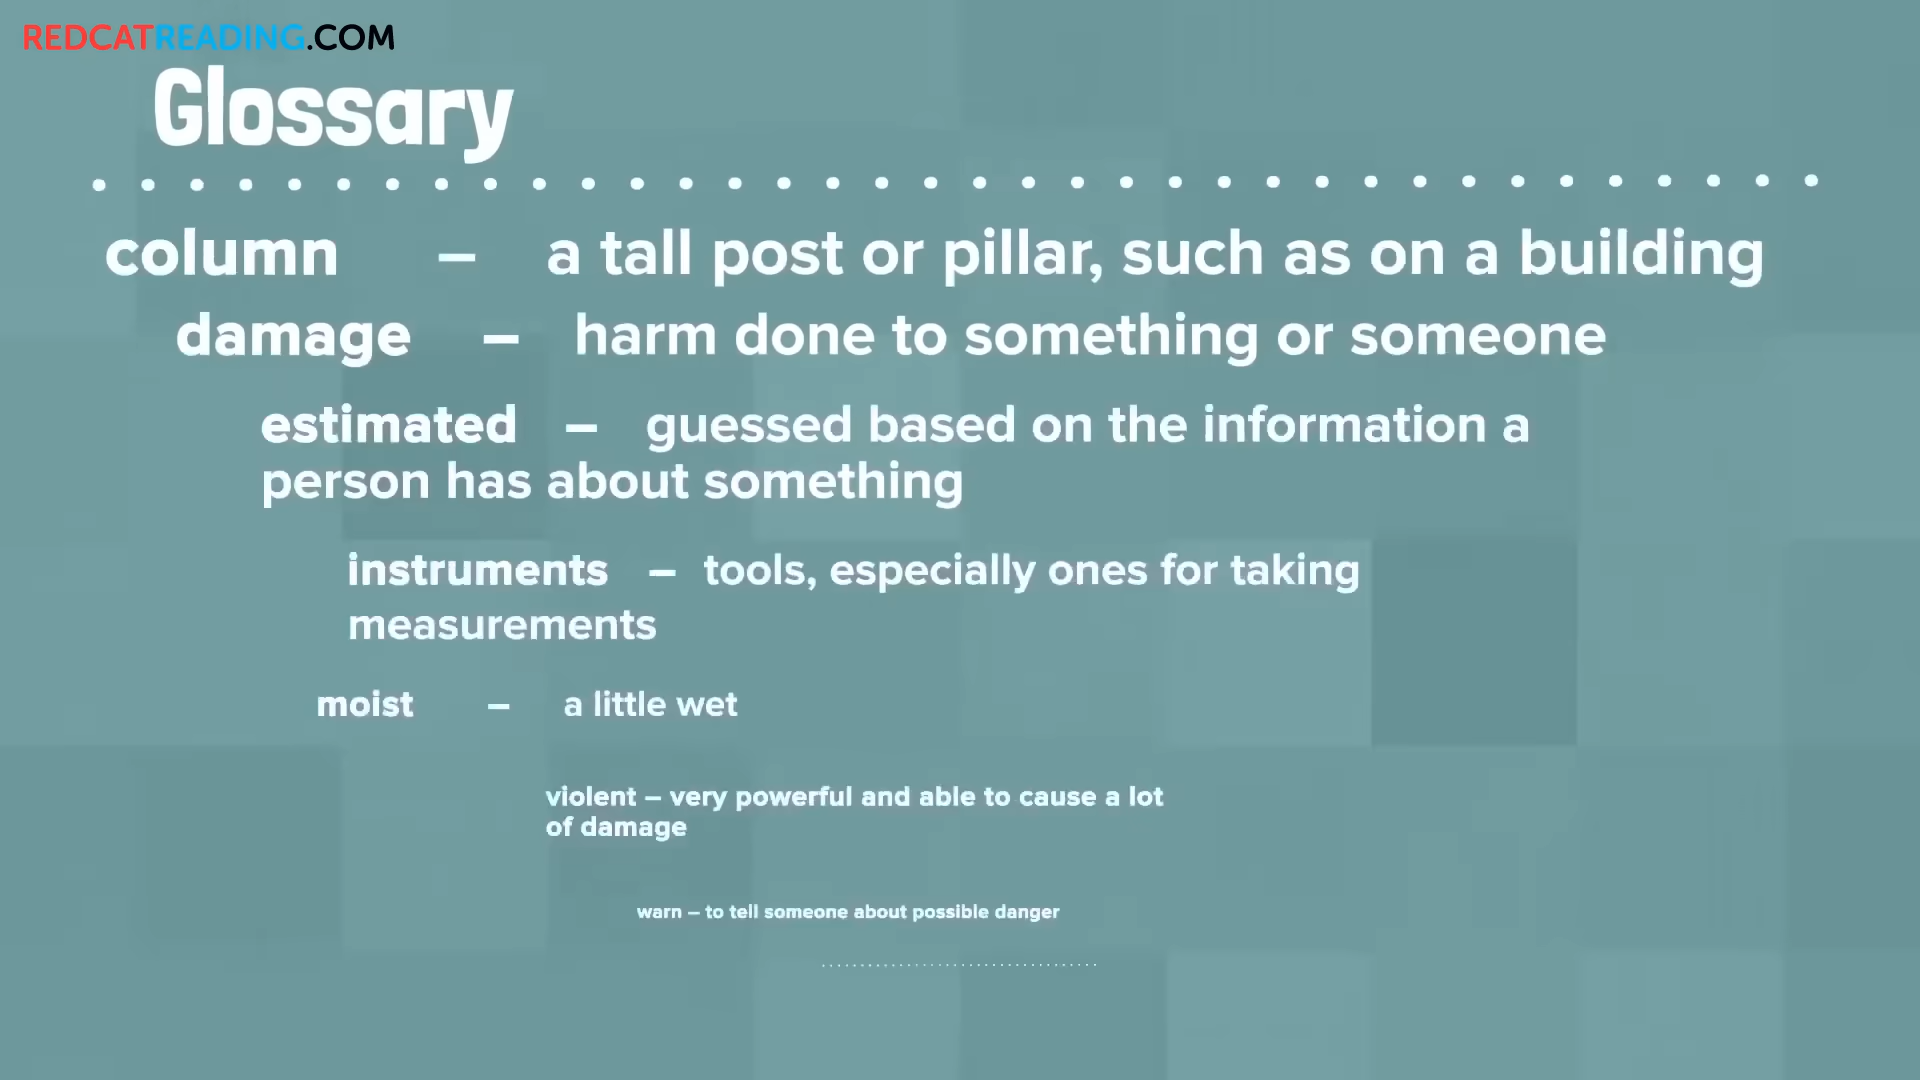 REDCATREADING.COM
Glossary
column – a tall post or pillar, such as on a building
damage – harm done to something or someone
estimated – guessed based on the information a
person has about something
instruments – tools, especially ones for taking
measurements
moist – a little wet
violent – very powerful and able to cause a lot
of damage
warn – to tell someone about possible danger